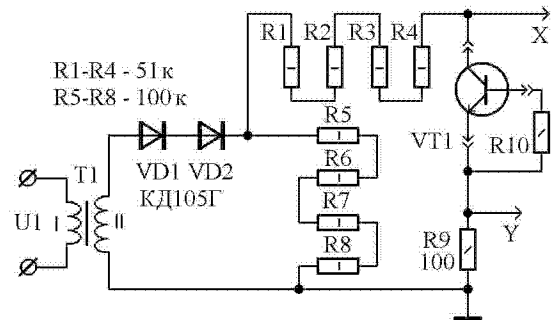 R1 R2 R3 R4
X
R1-R4 - 51к
R5-R8 - 100к
R5
VT1
R10
T1
VD1 VD2
КД105Г
R6
R7
U1
I
II
R8
R9
100
Y